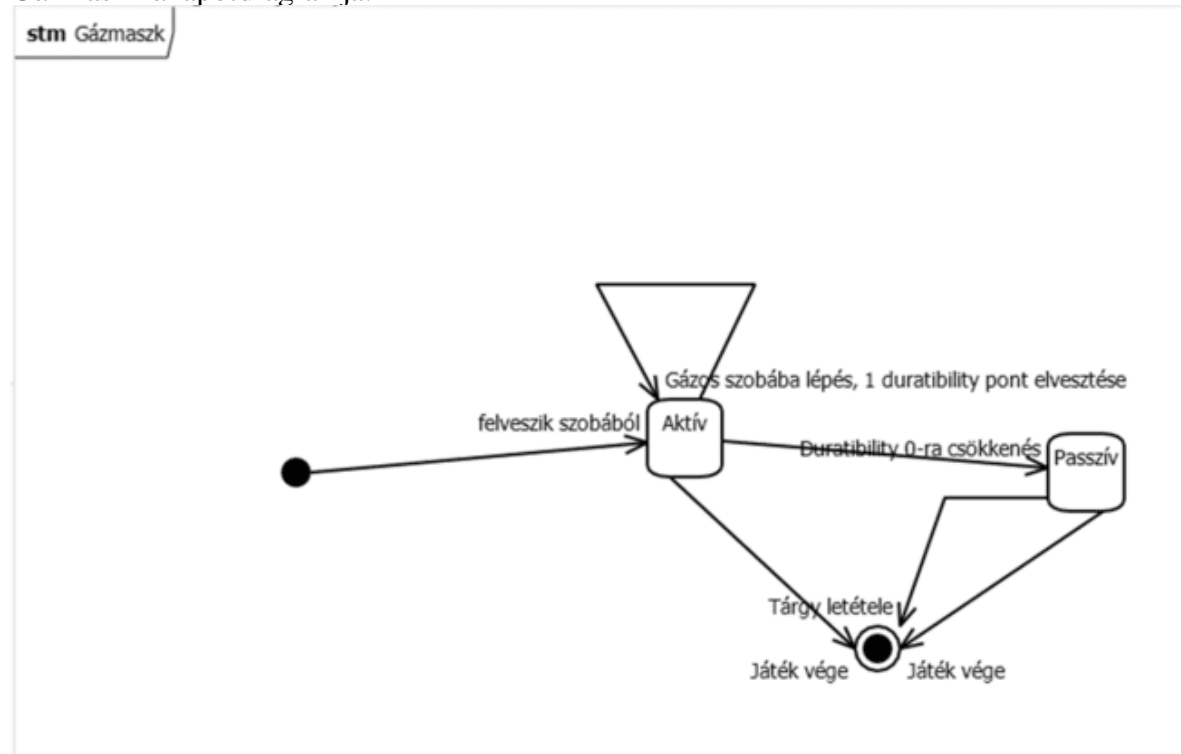 stm Gázmaszk
Gázos szobába lépés, 1 duratibility pont elvesztése
felveszik szobából
Aktív
Duratibility 0-ra csökkenés
Passzív
Tárgy letétele
Játék vége
Játék vége